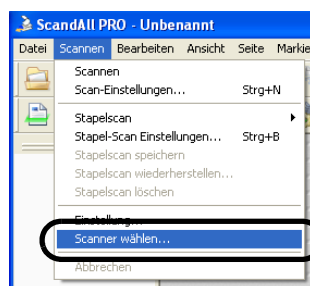 ScandAll PRO - Unbenannt
Datei Scannen Bearbeiten Ansicht Seite
Scannen
Scan-Einstellungen... Strg+N
Stapelscan
Stapel-Scan Einstellungen... Strg+B
Stapelscan speichern
Stapelscan wiederherstellen...
Stapelscan löschen
Einstellung...
Scanner wählen...
Abbrechen